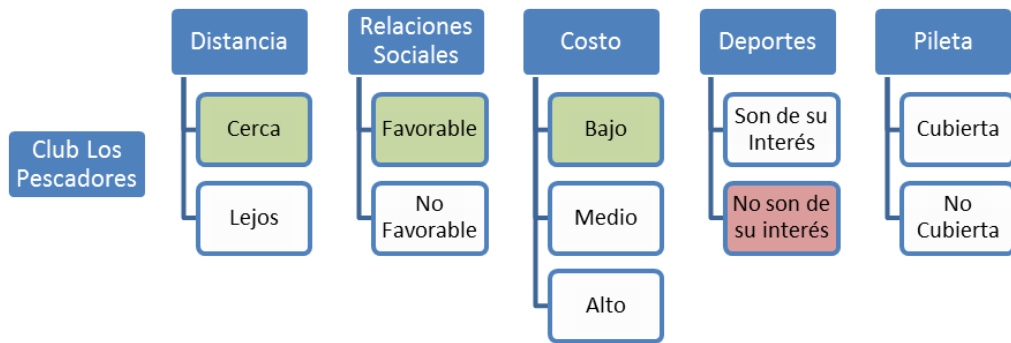 Distancia
Relaciones
Sociales
Costo
Deportes
Pileta
Club Los
Pescadores
Cerca
Lejos
Favorable
No
Favorable
Bajo
Medio
Alto
Son de su
Interés
No son de
su interés
Cubierta
No
Cubierta